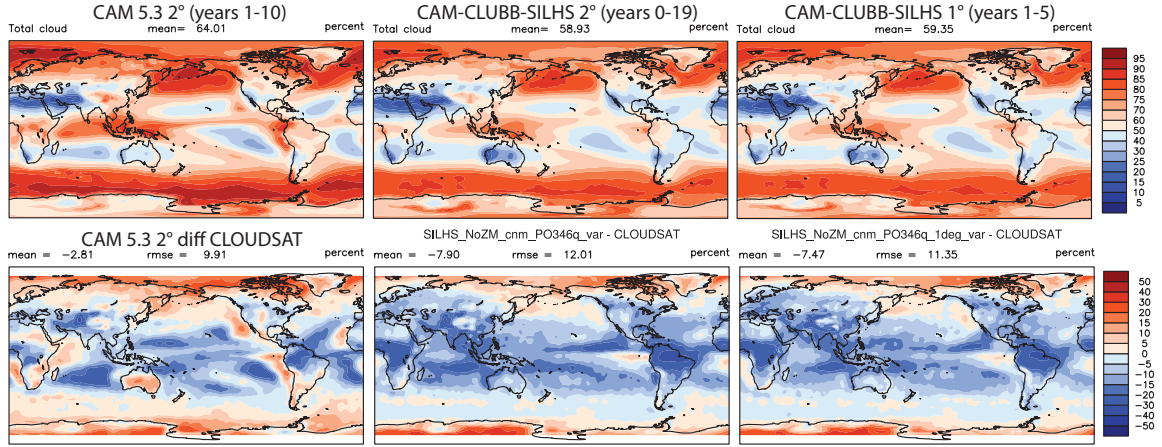 CAM 5.3 2° (years 1-10)
Total cloud mean= 64.01 percent
CAM-CLUBB-SILHS 2° (years 0-19)
Total cloud mean= 58.93 percent
CAM-CLUBB-SILHS 1° (years 1-5)
Total cloud mean= 59.35 percent
95
90
85
80
75
70
60
50
40
30
25
20
15
10
5
CAM 5.3 2° diff CLOUDSAT
mean = -2.81 rmse = 9.91 percent
SILHS_NoZM_cnm_PO346q_var - CLOUDSAT
mean = -7.90 rmse = 12.01 percent
SILHS_NoZM_cnm_PO346q_1deg_var - CLOUDSAT
mean = -7.47 rmse = 11.35 percent
50
40
30
20
15
10
5
0
-5
-10
-15
-20
-30
-40
-50